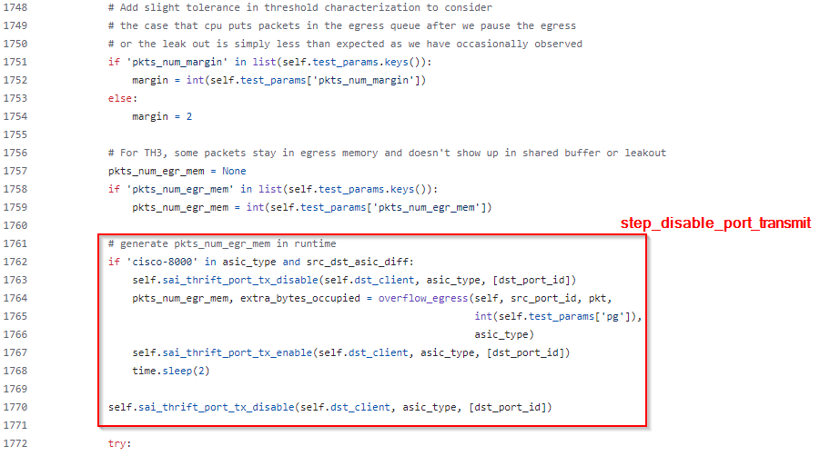 1748 # Add slight tolerance in threshold characterization to consider
1749 # the case that cpu puts packets in the egress queue after we pause the egress
1750 # or the leak out is simply less than expected as we have occasionally observed
1751 if 'pkts_num_margin' in list(self.test_params.keys()):
1752 margin = int(self.test_params['pkts_num_margin'])
1753 else:
1754 margin = 2
1755
1756 # For TH3, some packets stay in egress memory and doesn't show up in shared buffer or leakout
1757 pkts_num_egr_mem = None
1758 if 'pkts_num_egr_mem' in list(self.test_params.keys()):
1759 pkts_num_egr_mem = int(self.test_params['pkts_num_egr_mem'])
1760
step_disable_port_transmit
1761 # generate pkts_num_egr_mem in runtime
1762 if 'cisco-8000' in asic_type and src_dst_asic_diff:
1763 self.sai_thrift_port_tx_disable(self.dst_client, asic_type, [dst_port_id])
1764 pkts_num_egr_mem, extra_bytes_occupied = overflow_egress(self, src_port_id, pkt,
1765 int(self.test_params['pg']),
1766 asic_type)
1767 self.sai_thrift_port_tx_enable(self.dst_client, asic_type, [dst_port_id])
1768 time.sleep(2)
1769
1770 self.sai_thrift_port_tx_disable(self.dst_client, asic_type, [dst_port_id])
1771
1772 try: